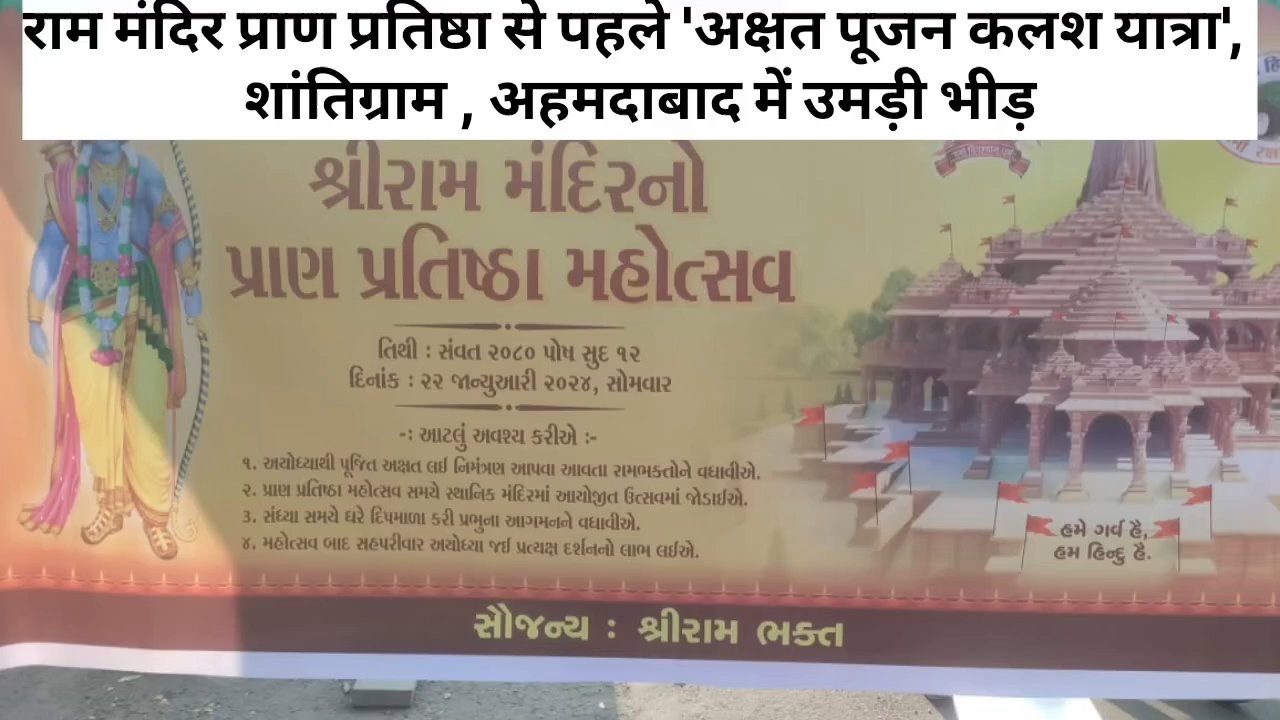 राम मंदिर प्राण प्रतिष्ठा से पहले 'अक्षत पूजन कलश यात्रा',
शांतिग्राम , अहमदाबाद में उमड़ी भीड़
શ્રીરામ મંદિરનો
પ્રાણ પ્રતિષ્ઠા મહોત્સવ
તિથી : સંવત ૨૦૮૦ પોષ સુદ ૧૨
દિનાંક : ૨૨ જાન્યુઆરી ૨૦૨૪, સોમવાર
-: આટલું અવશ્ય કરીએ :-
૧. અયોધ્યાથી પૂજિત અક્ષત લઈ નિમંત્રણ આપવા આવતા રામભક્તોને વધાવીએ.
૨. પ્રાણ પ્રતિષ્ઠા મહોત્સવ સમયે સ્થાનિક મંદિરમાં આયોજીત ઉત્સવમાં જોડાઈએ.
૩. સંધ્યા સમયે ઘરે દિપમાળા કરી પ્રભુના આગમનને વધાવીએ.
૪. મહોત્સવ બાદ સહપરીવાર અયોધ્યા જઈ પ્રત્યક્ષ દર્શનનો લાભ લઈએ.
હમે ગર્વ હૈ,
હમ હિન્દુ હૈ.
સૌજન્ય : શ્રીરામ ભક્ત